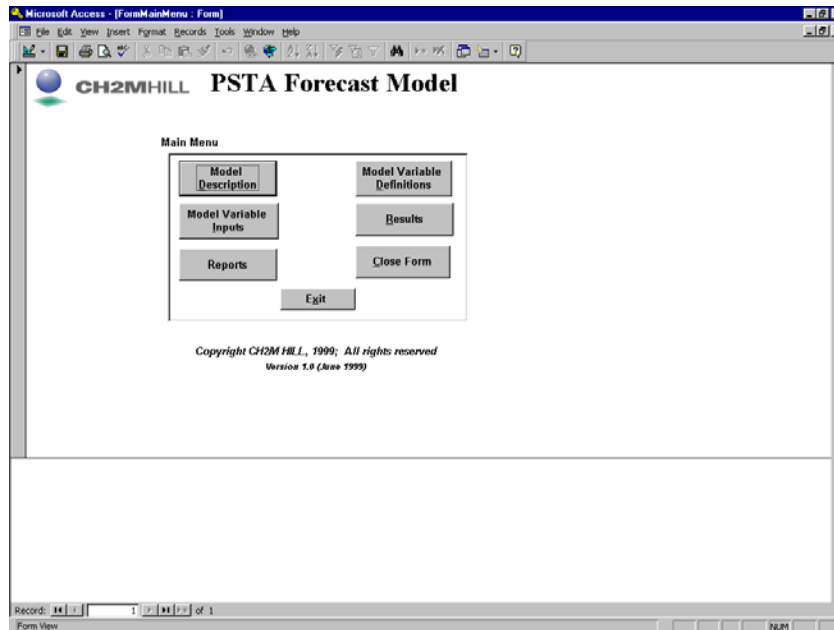 Microsoft Access - [FormMainMenu : Form]
File Edit View Insert Format Records Tools Window Help
CH2MHILL PSTA Forecast Model
Main Menu
Model Description
Model Variable Definitions
Model Variable Inputs
Results
Reports
Close Form
Exit
Copyright CH2M HILL, 1999; All rights reserved
Version 1.0 (June 1999)
Record: 1 of 1
Form View NUM